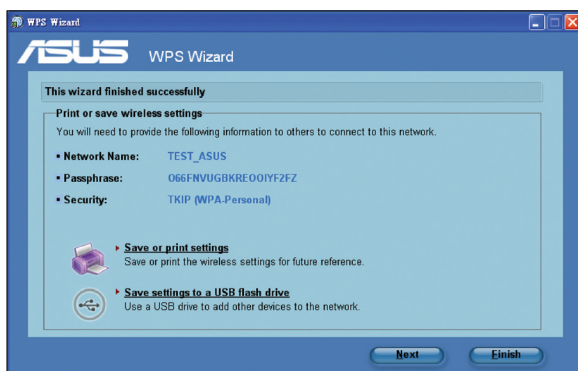 WPS Wizard
ASUS WPS Wizard
This wizard finished successfully
Print or save wireless settings
You will need to provide the following information to others to connect to this network.
Network Name: TEST_ASUS
Passphrase: O66FNVUGBKREOOIYF2FZ
Security: TKIP (WPA-Personal)
Save or print settings
Save or print the wireless settings for future reference.
Save settings to a USB flash drive
Use a USB drive to add other devices to the network.
Next Finish